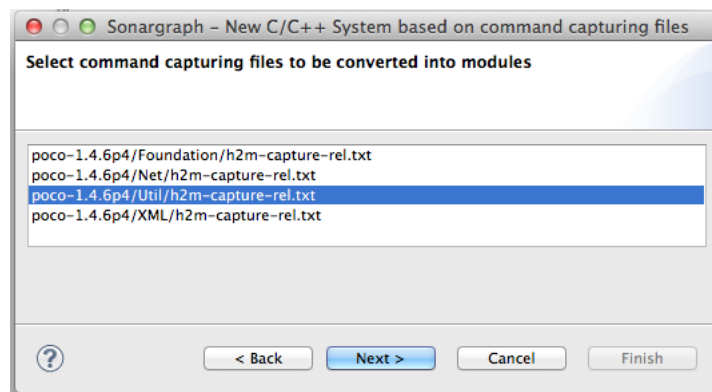 Sonargraph – New C/C++ System based on command capturing files
Select command capturing files to be converted into modules
poco-1.4.6p4/Foundation/h2m-capture-rel.txt
poco-1.4.6p4/Net/h2m-capture-rel.txt
poco-1.4.6p4/Util/h2m-capture-rel.txt
poco-1.4.6p4/XML/h2m-capture-rel.txt
? < Back Next > Cancel Finish